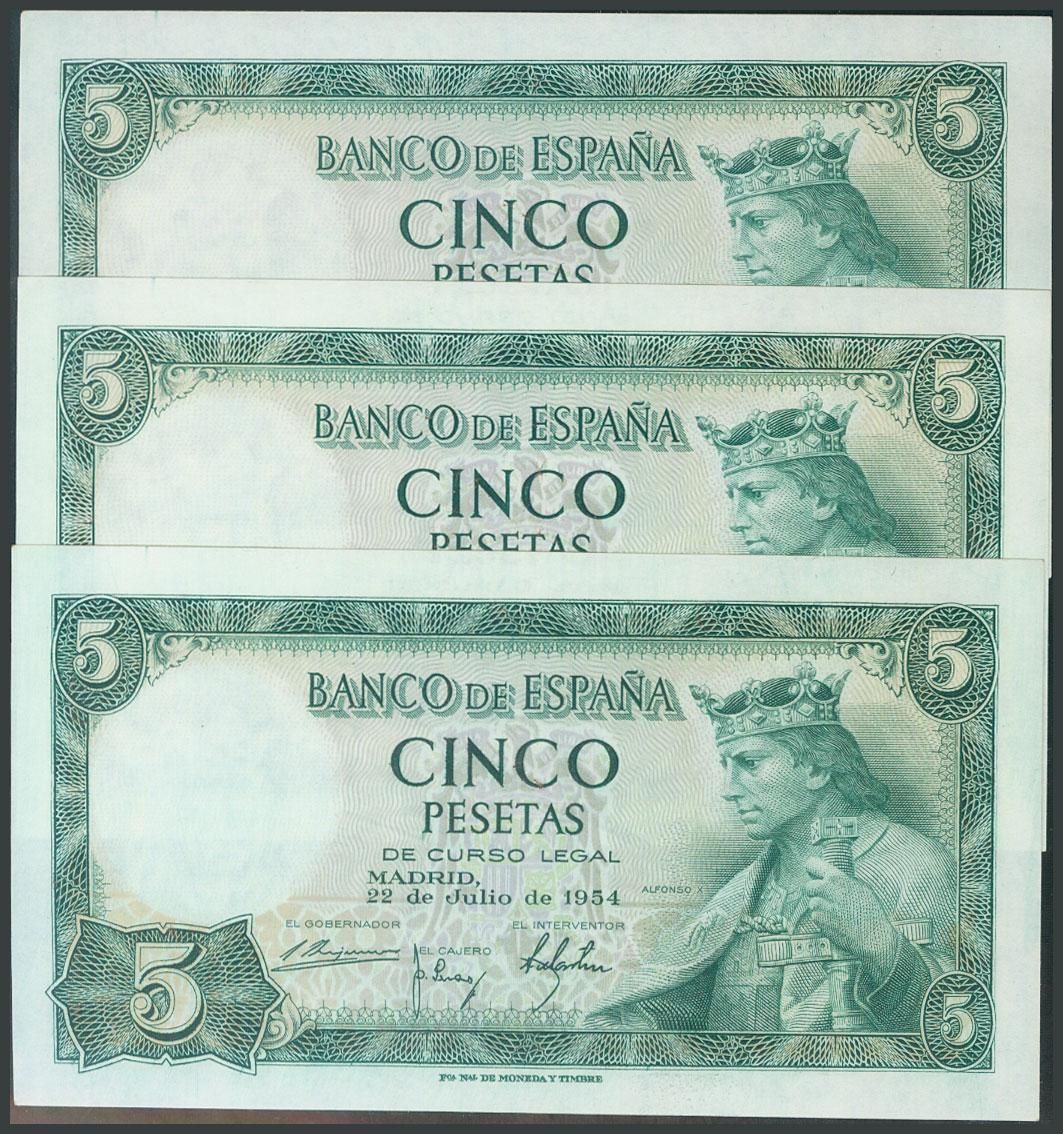 5 5
BANCO DE ESPAÑA
CINCO
PESETAS
5 5
BANCO DE ESPAÑA
CINCO
PESETAS
5 5
BANCO DE ESPAÑA
CINCO
PESETAS
DE CURSO LEGAL
MADRID,
22 de Julio de 1954
ALFONSO X
EL GOBERNADOR
EL INTERVENTOR
EL CAJERO
5 5
Fca Nal DE MONEDA Y TIMBRE